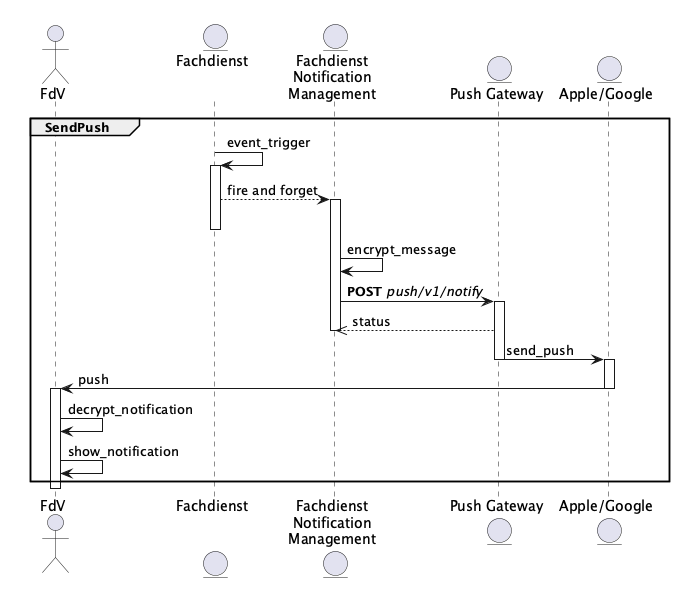 FdV
Fachdienst
Fachdienst
Notification
Management
Push Gateway
Apple/Google
SendPush
event_trigger
fire and forget
encrypt_message
POST push/v1/notify
status
send_push
push
decrypt_notification
show_notification
FdV
Fachdienst
Fachdienst
Notification
Management
Push Gateway
Apple/Google